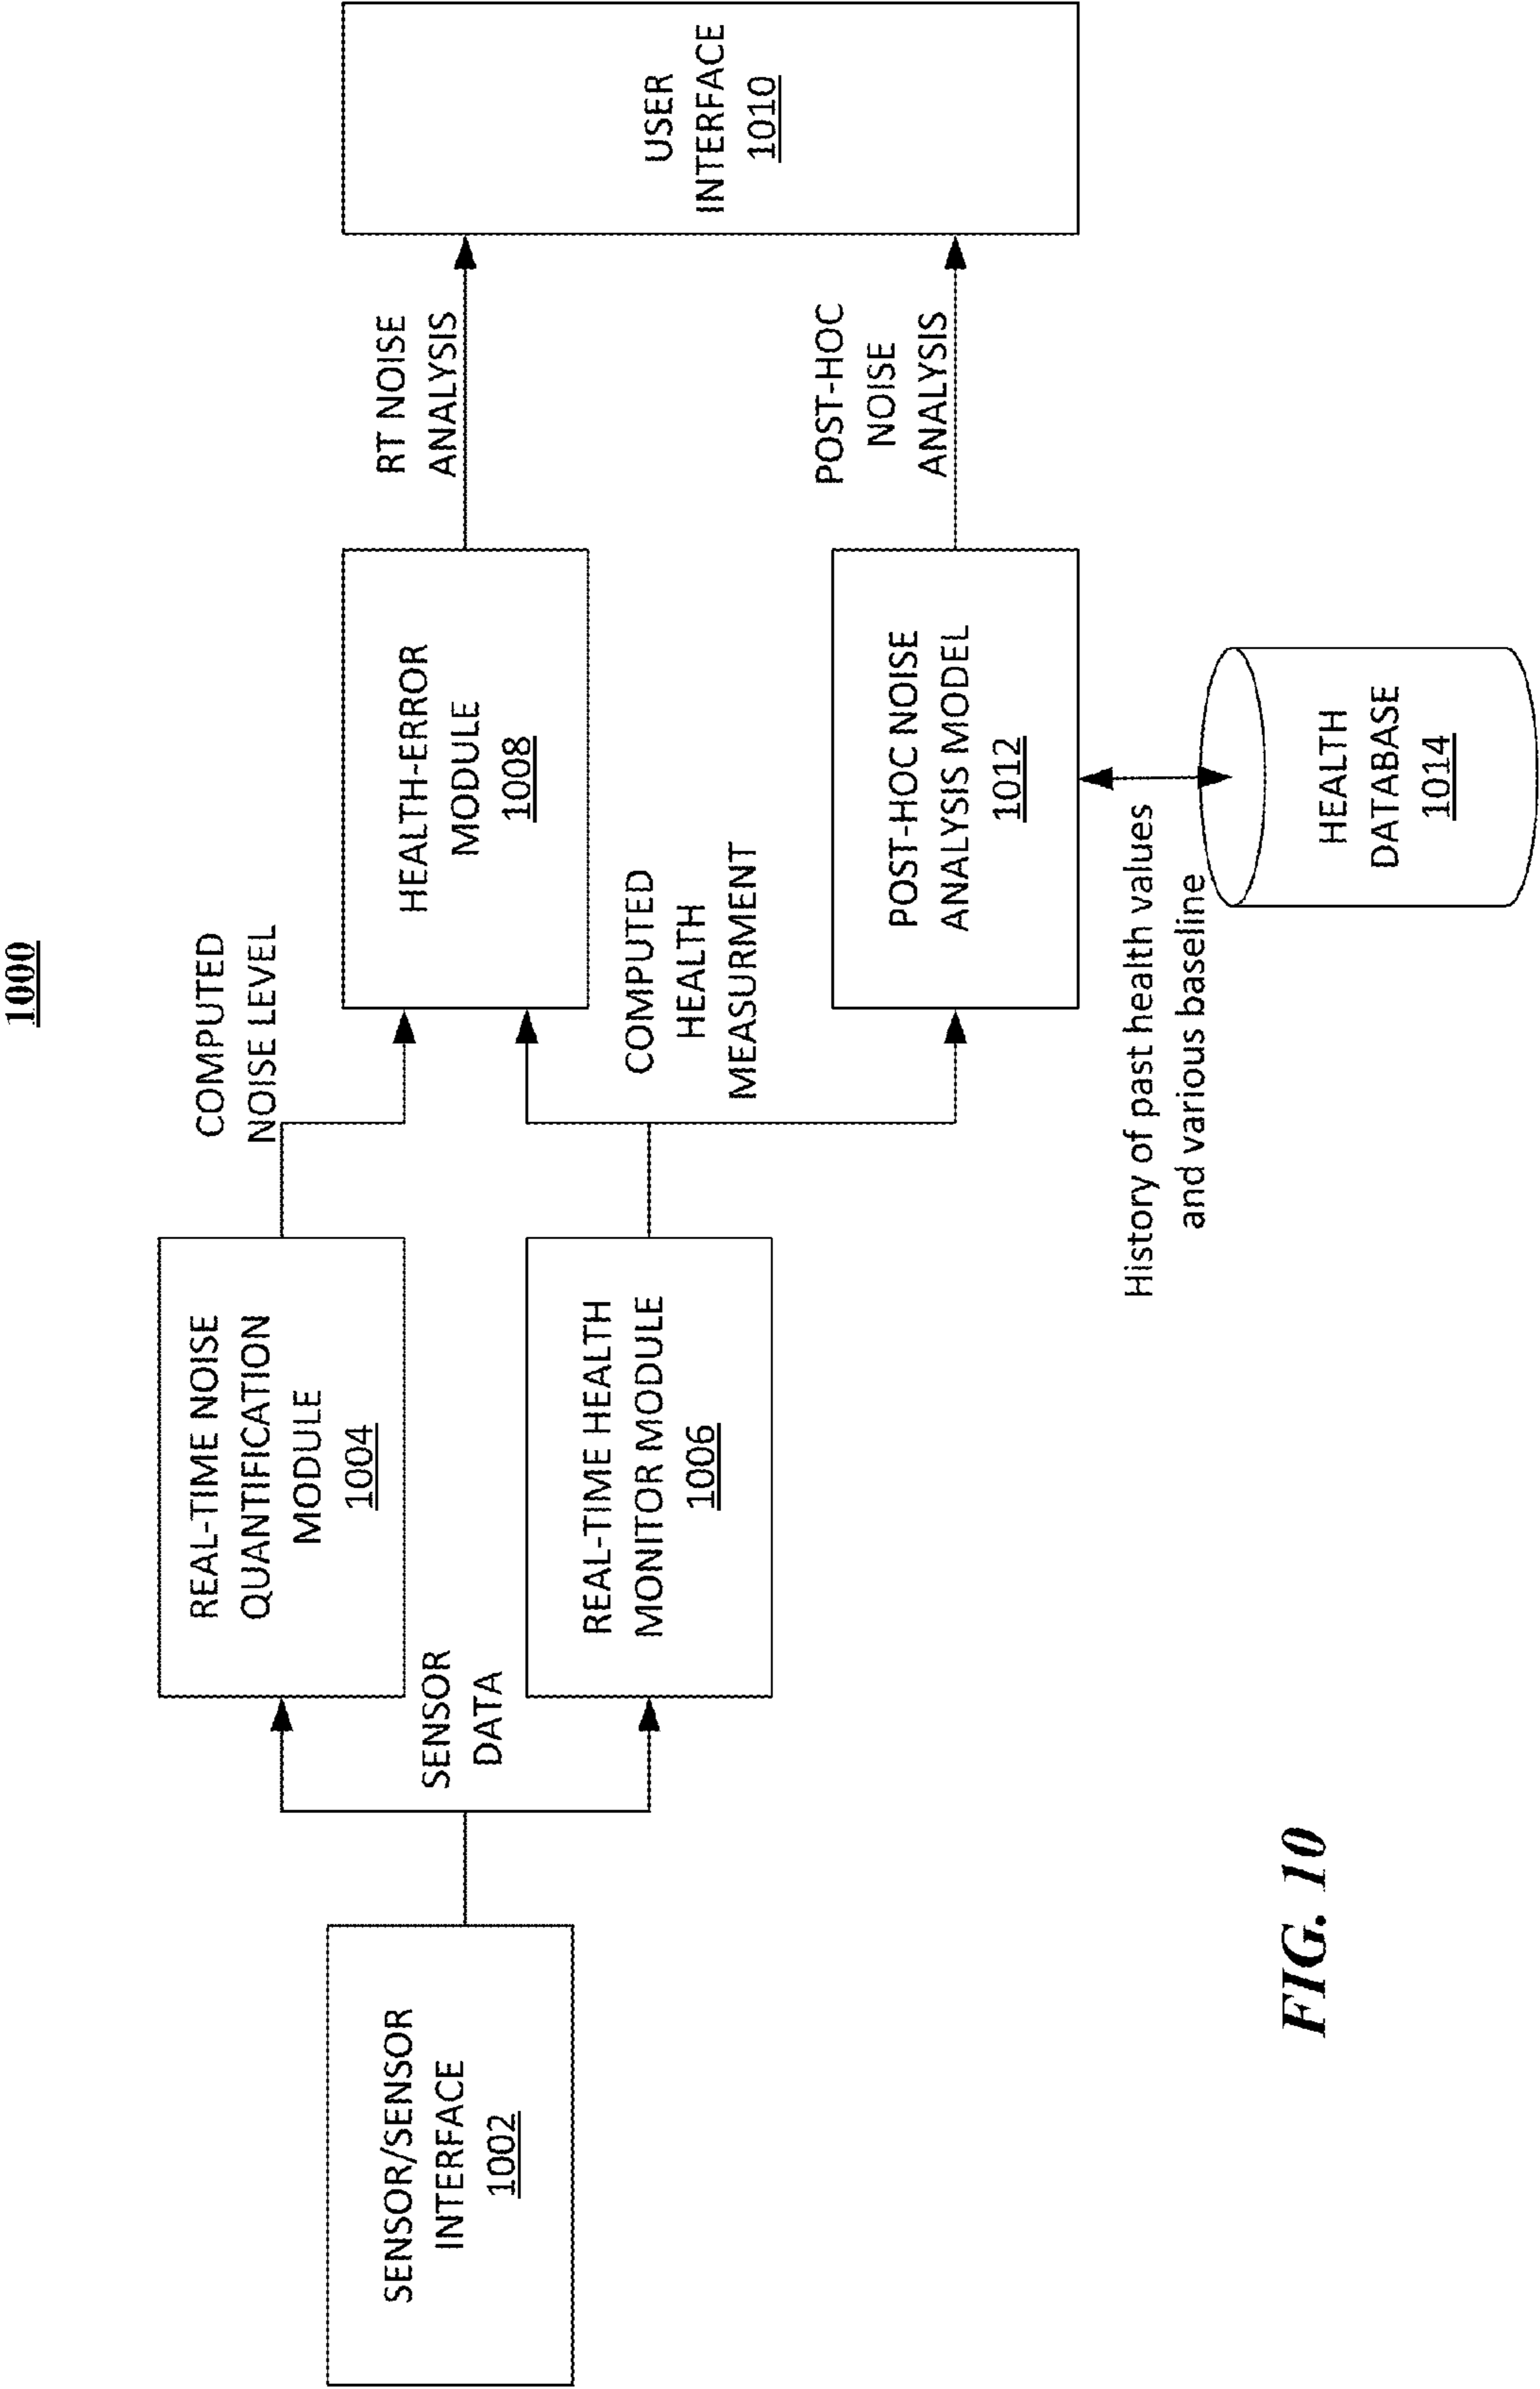 1000
SENSOR/SENSOR
INTERFACE
1002
SENSOR
DATA
REAL-TIME NOISE
QUANTIFICATION
MODULE
1004
REAL-TIME HEALTH
MONITOR MODULE
1006
COMPUTED
NOISE LEVEL
COMPUTED
HEALTH
MEASURMENT
HEALTH-ERROR
MODULE
1008
POST-HOC NOISE
ANALYSIS MODEL
1012
History of past health values
and various baseline
HEALTH
DATABASE
1014
RT NOISE
ANALYSIS
POST-HOC
NOISE
ANALYSIS
USER
INTERFACE
1010
FIG. 10